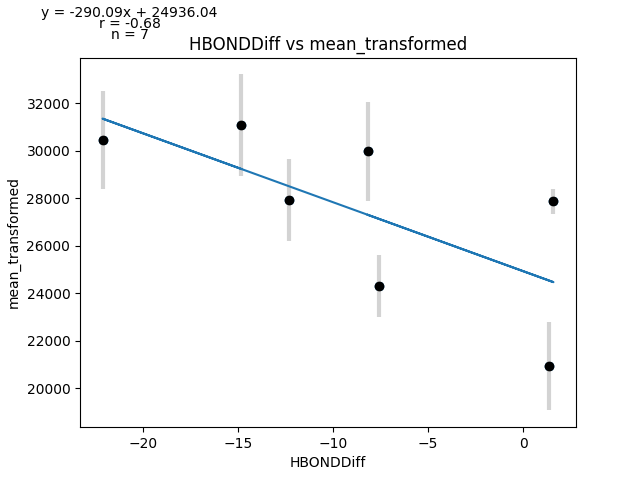 y = -290.09x + 24936.04
r = -0.68
n = 7
HBONDDiff vs mean_transformed
32000
30000
28000
26000
24000
22000
20000
mean_transformed
−20
−15
−10
−5
0
HBONDDiff